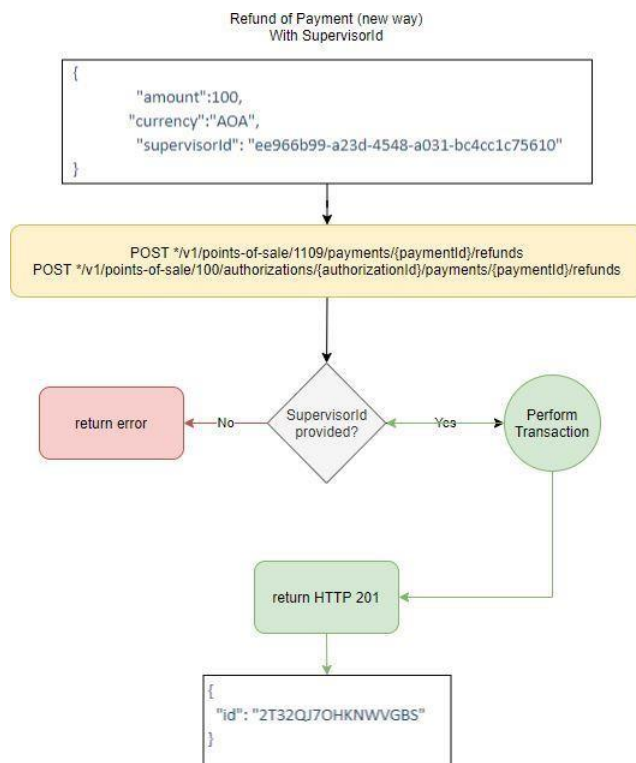 Refund of Payment (new way)
With SupervisorId
{
"amount":100,
"currency":"AOA",
"supervisorId": "ee966b99-a23d-4548-a031-bc4cc1c75610"
}
POST */v1/points-of-sale/1109/payments/{paymentId}/refunds
POST */v1/points-of-sale/100/authorizations/{authorizationId}/payments/{paymentId}/refunds
return error
No
SupervisorId
provided?
Yes
Perform
Transaction
return HTTP 201
{
"id": "2T32QJ7OHKNWVGBS"
}